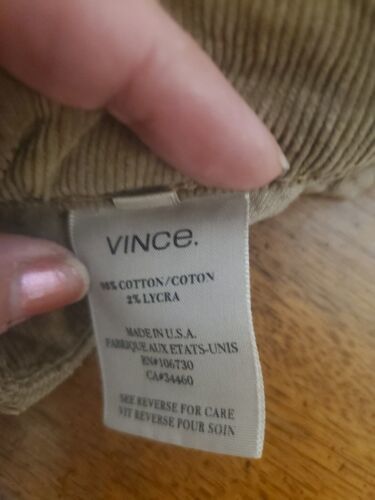 VINCe.
98% COTTON/COTON
2% LYCRA
MADE IN U.S.A.
FABRIQUE AUX ETATS-UNIS
RN#106730
CA#34460
SEE REVERSE FOR CARE
VIT REVERSE POUR SOIN